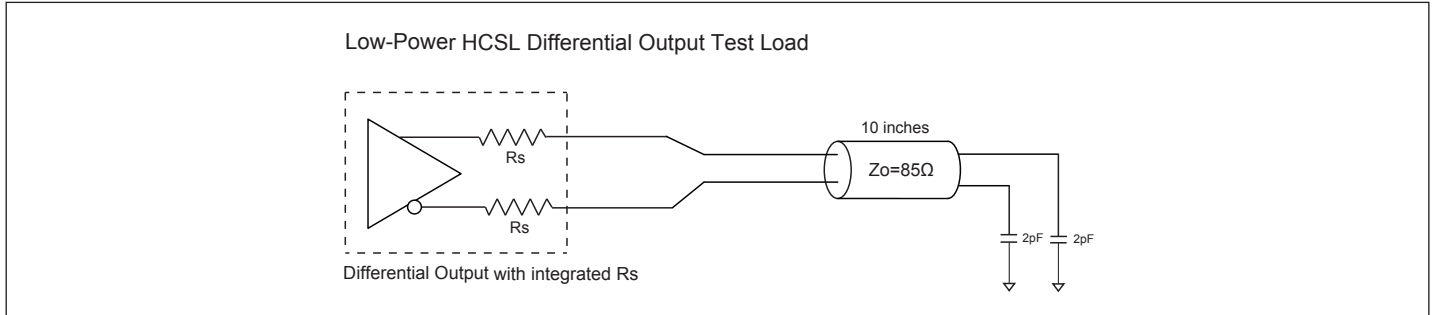 Low-Power HCSL Differential Output Test Load
10 inches
Rs
Zo=85Ω
Rs
2pF
2pF
Differential Output with integrated Rs